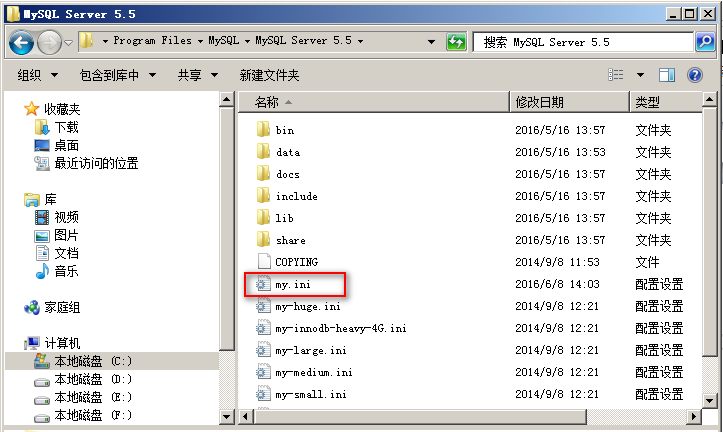 MySQL Server 5.5
Program Files MySQL MySQL Server 5.5 搜索 MySQL Server 5.5
组织 包含到库中 共享 新建文件夹
收藏夹
下载
桌面
最近访问的位置
库
视频
图片
文档
音乐
家庭组
计算机
本地磁盘 (C:)
本地磁盘 (D:)
本地磁盘 (E:)
本地磁盘 (F:)
名称 修改日期 类型
bin 2016/5/16 13:57 文件夹
data 2016/5/16 13:53 文件夹
docs 2016/5/16 13:57 文件夹
include 2016/5/16 13:57 文件夹
lib 2016/5/16 13:57 文件夹
share 2016/5/16 13:57 文件夹
COPYING 2014/9/8 11:53 文件
my.ini 2016/6/8 14:03 配置设置
my-huge.ini 2014/9/8 12:21 配置设置
my-innodb-heavy-4G.ini 2014/9/8 12:21 配置设置
my-large.ini 2014/9/8 12:21 配置设置
my-medium.ini 2014/9/8 12:21 配置设置
my-small.ini 2014/9/8 12:21 配置设置